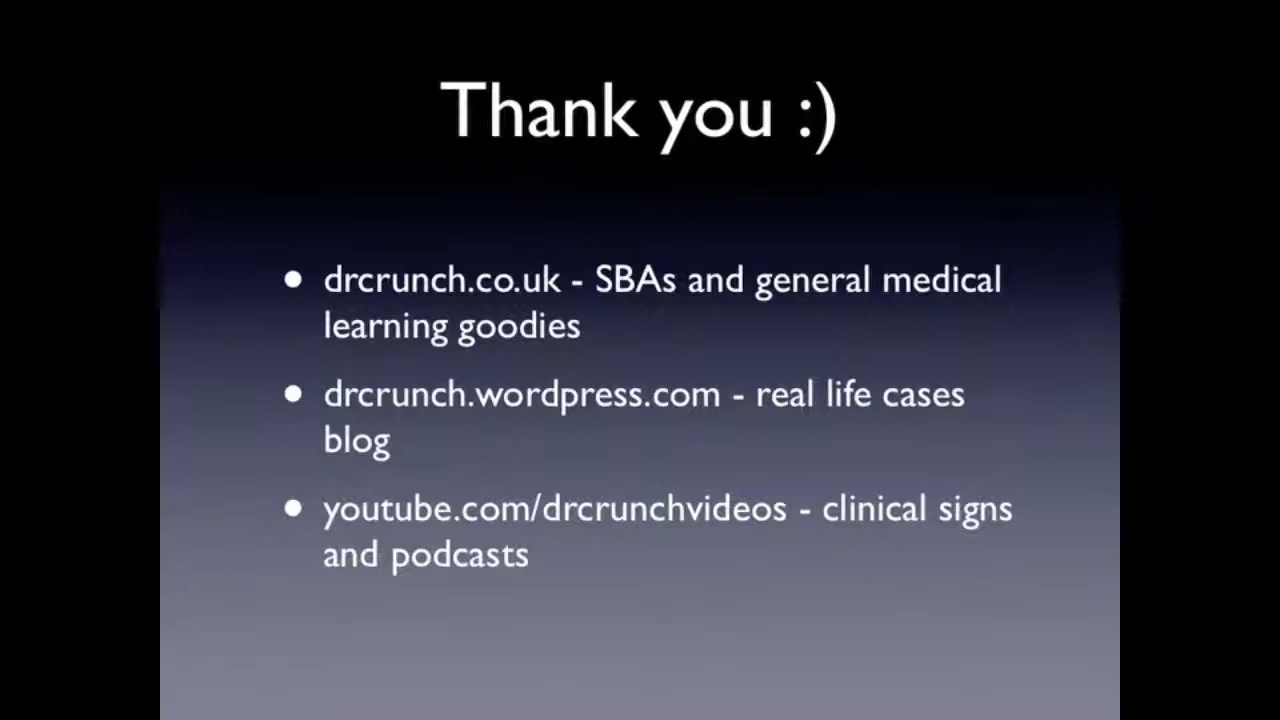 Thank you :)
• drcrunch.co.uk - SBAs and general medical
learning goodies
• drcrunch.wordpress.com - real life cases
blog
• youtube.com/drcrunchvideos - clinical signs
and podcasts